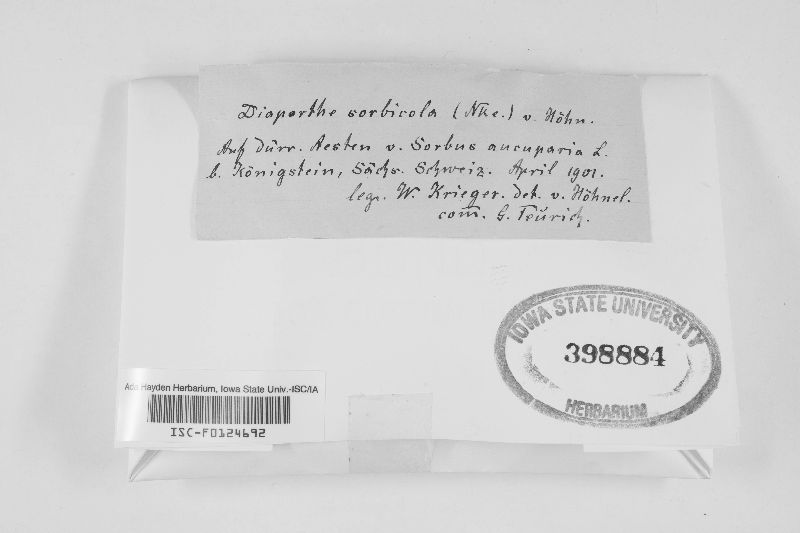 Diaporthe sorbicola (Nke.) v. Höhn.
Auf dürr. Aesten v. Sorbus aucuparia L.
b. Königstein, Sächs. Schweiz. April 1901.
leg. W. Krieger. det. v. Höhnel.
com̄. G. Feurich.
IOWA STATE UNIVERSITY
398884
HERBARIUM
Ada Hayden Herbarium, Iowa State Univ.-ISC/IA
ISC-F0124692